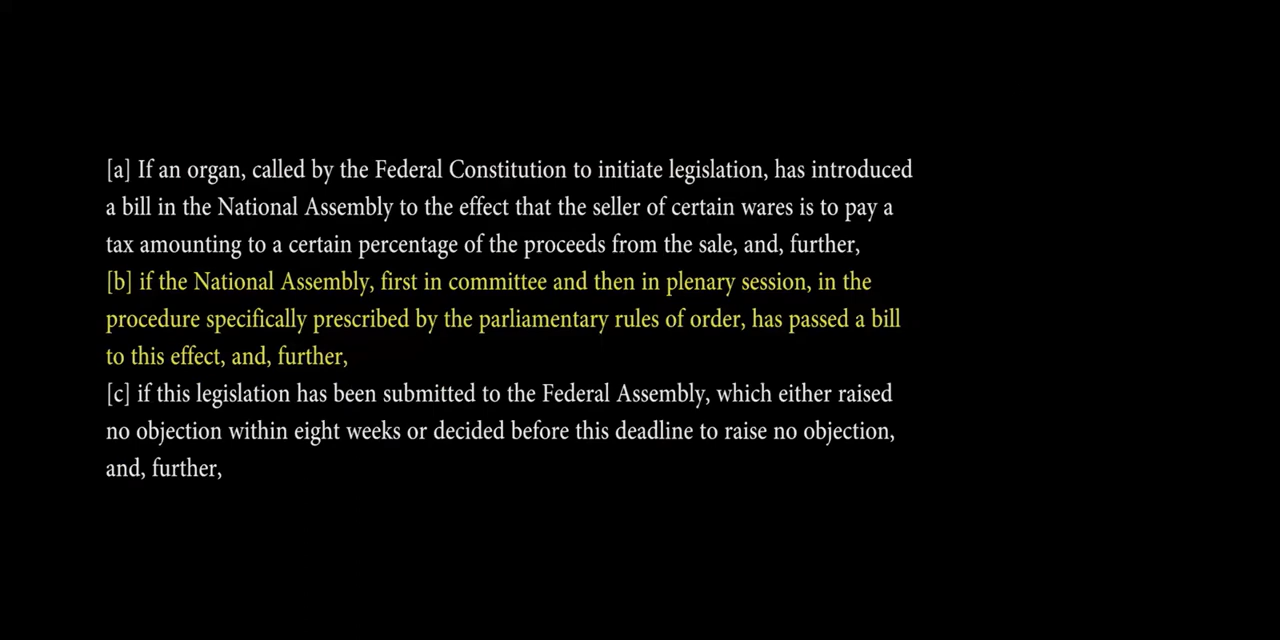 [a] If an organ, called by the Federal Constitution to initiate legislation, has introduced
a bill in the National Assembly to the effect that the seller of certain wares is to pay a
tax amounting to a certain percentage of the proceeds from the sale, and, further,
[b] if the National Assembly, first in committee and then in plenary session, in the
procedure specifically prescribed by the parliamentary rules of order, has passed a bill
to this effect, and, further,
[c] if this legislation has been submitted to the Federal Assembly, which either raised
no objection within eight weeks or decided before this deadline to raise no objection,
and, further,